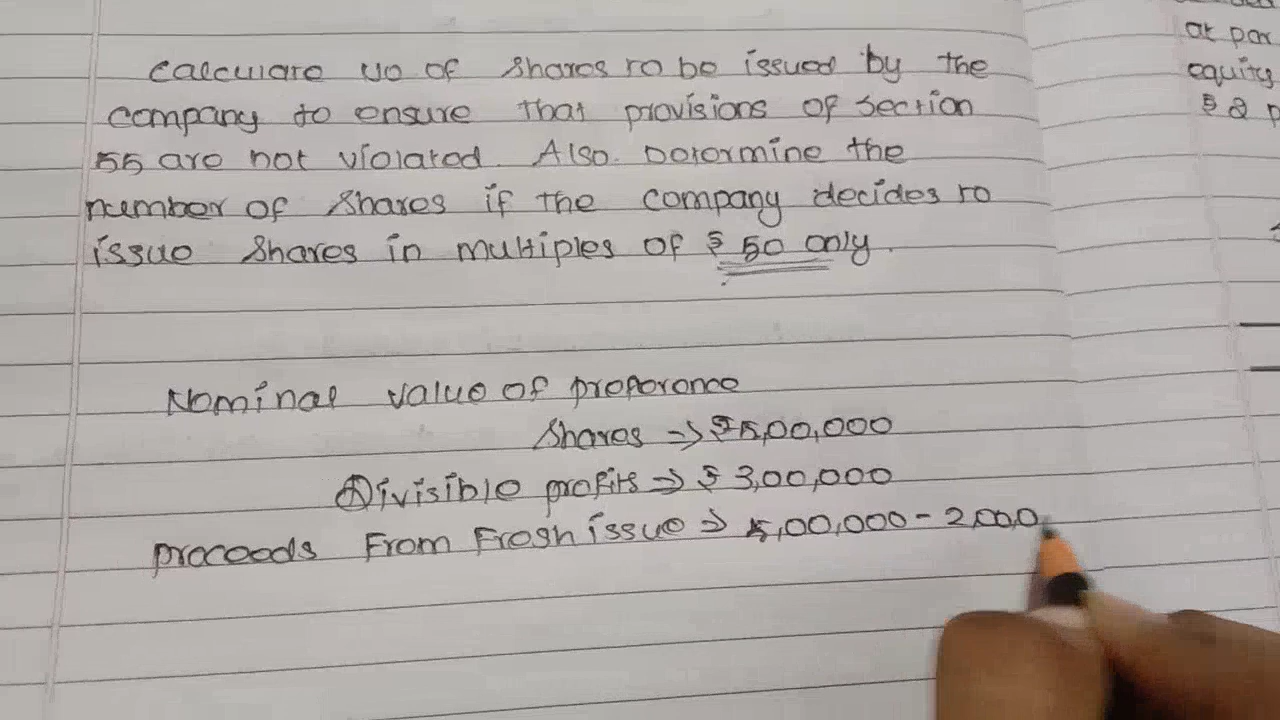 Calculate No of Shares to be issued by the
company to ensure that provisions of section
55 are not violated. Also. Determine the
number of shares if the company decides to
issue shares in multiples of ₹ 50 only.
Nominal value of preference
Shares ⇒ ₹5,00,000
Divisible profits ⇒ ₹ 3,00,000
proceeds From Fresh issue ⇒ 5,00,000 - 2,00,0
at par
equity
₹ 2